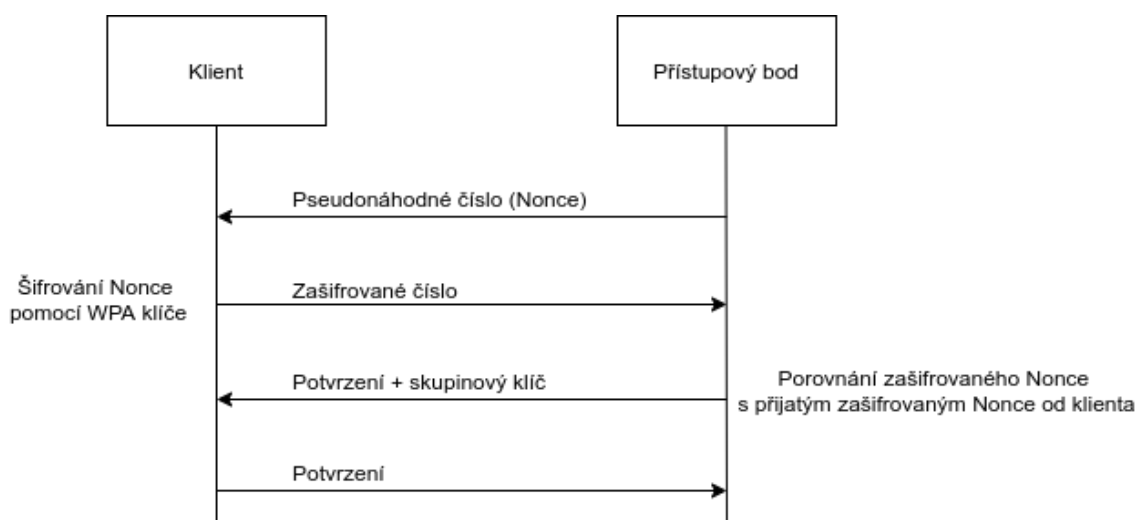 Klient
Přístupový bod
Pseudonáhodné číslo (Nonce)
Šifrování Nonce
pomocí WPA klíče
Zašifrované číslo
Potvrzení + skupinový klíč
Porovnání zašifrovaného Nonce
s přijatým zašifrovaným Nonce od klienta
Potvrzení